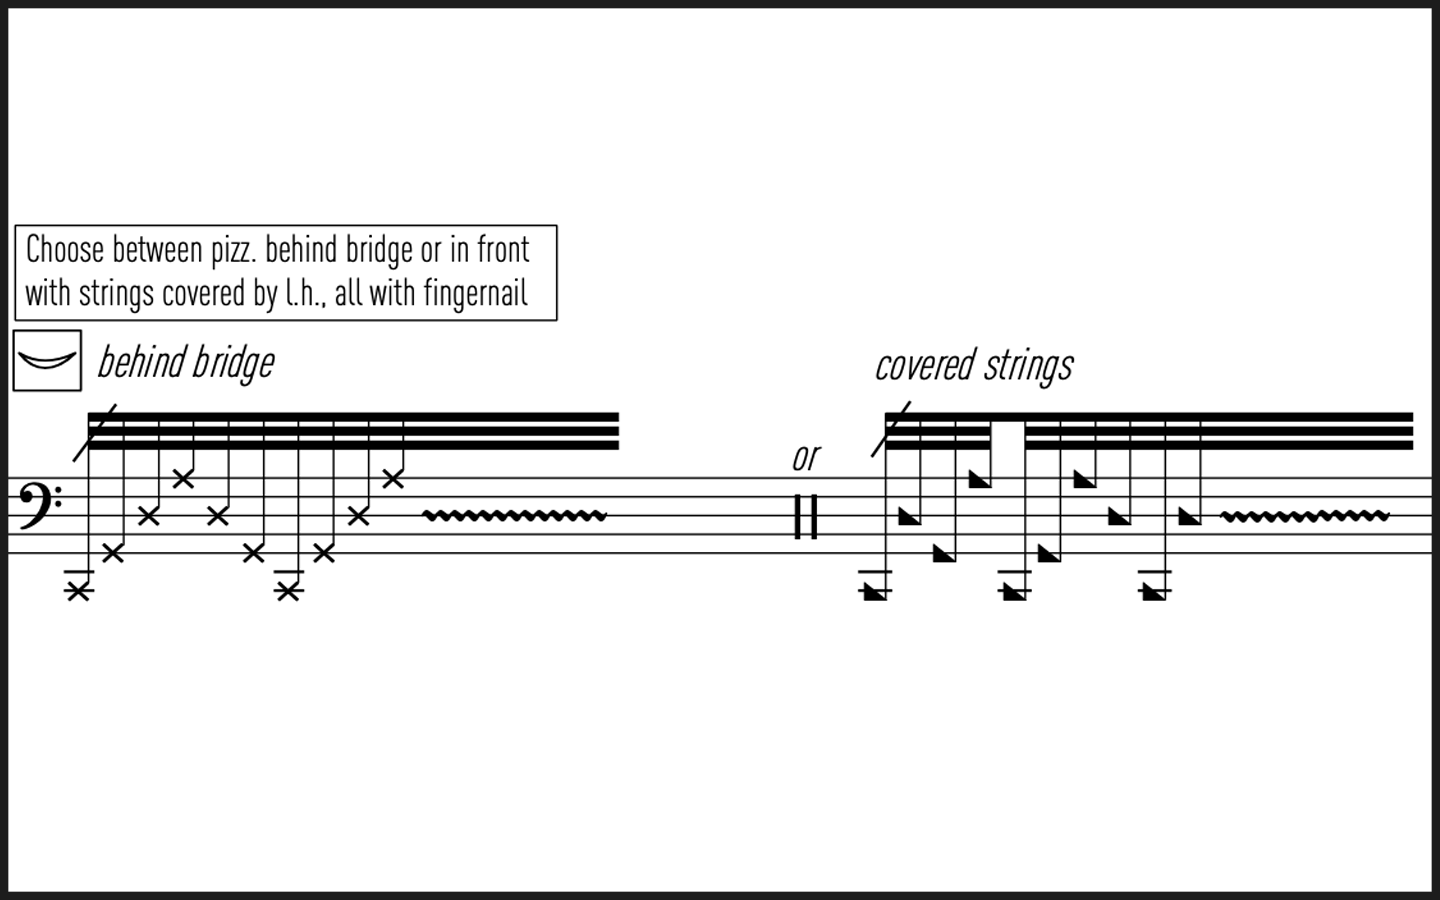 Choose between pizz. behind bridge or in front
with strings covered by l.h., all with fingernail
behind bridge
or
covered strings